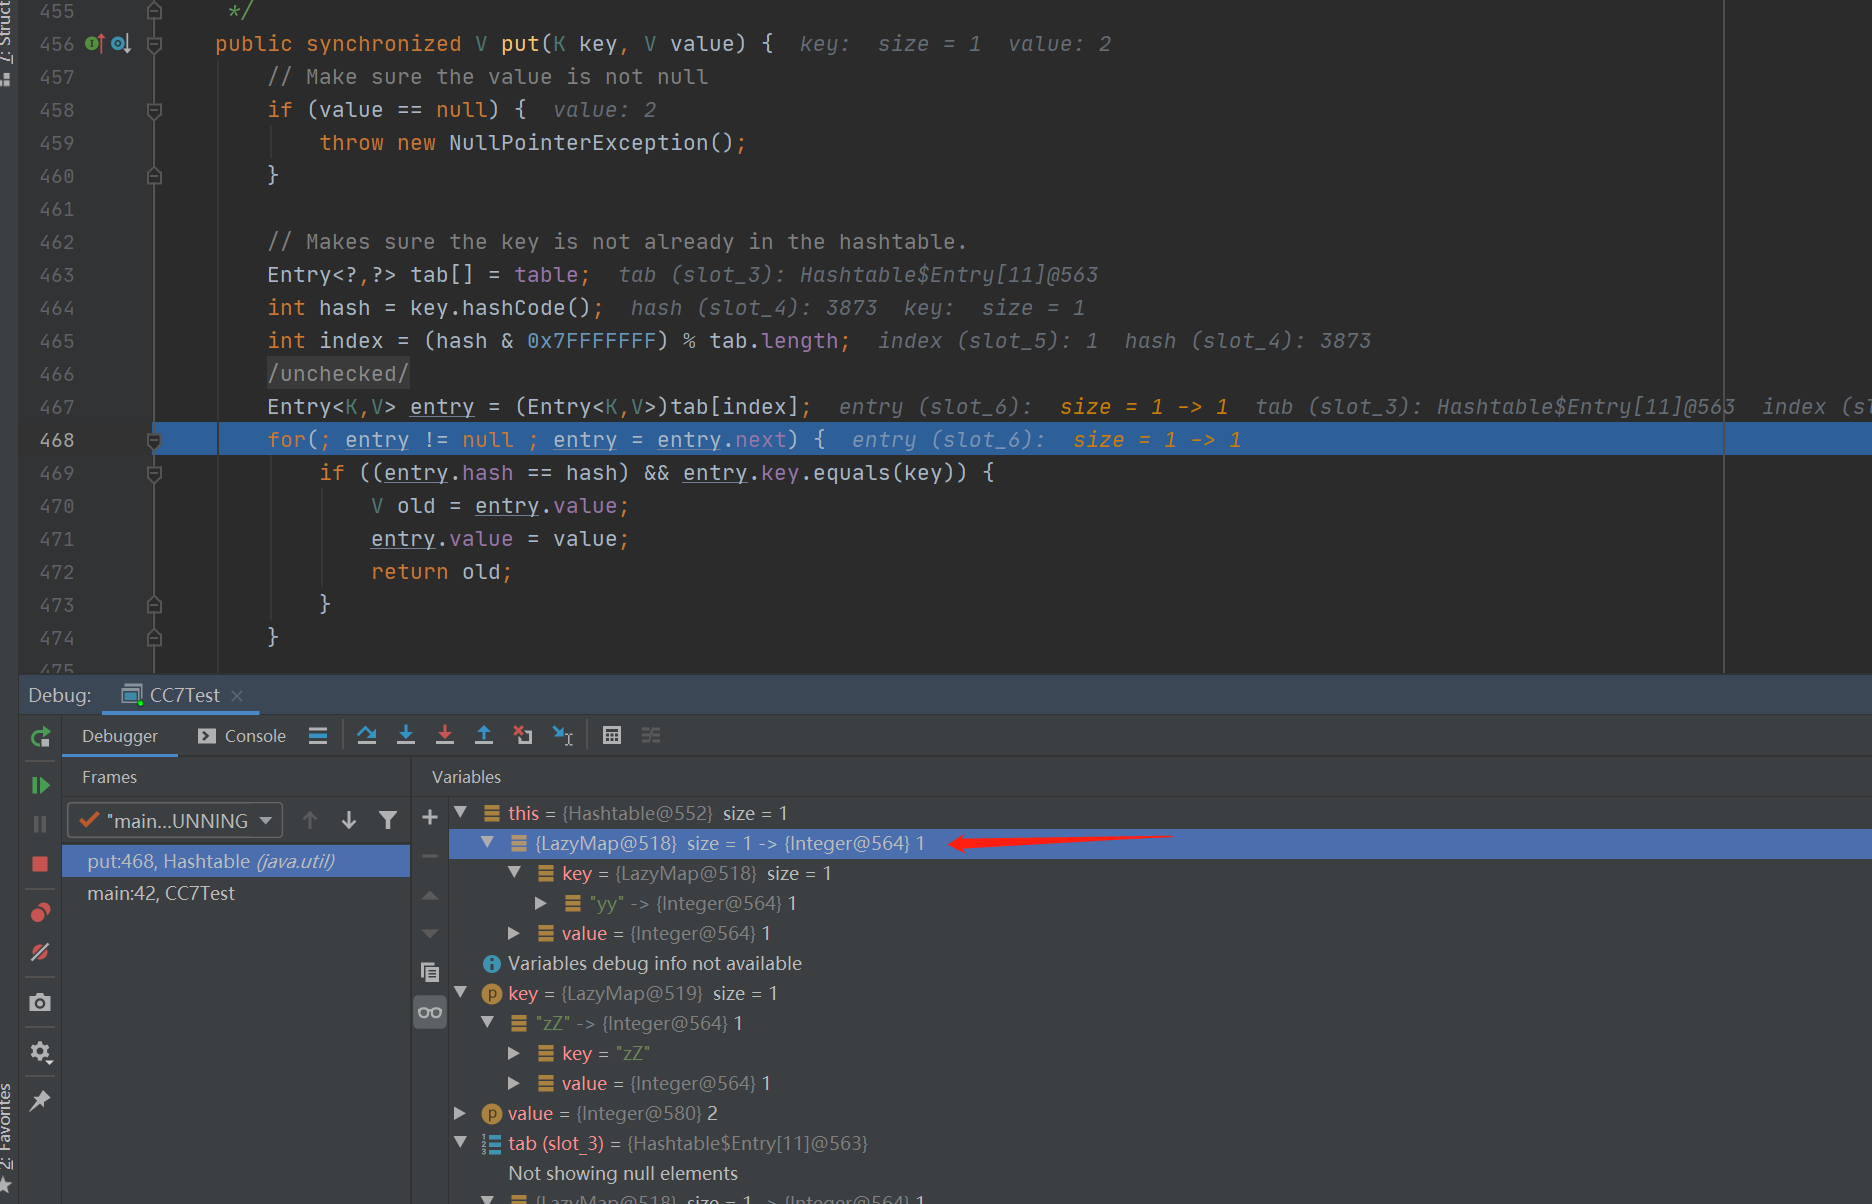 7: Struct
455 */
456 public synchronized V put(K key, V value) { key: size = 1 value: 2
457 // Make sure the value is not null
458 if (value == null) { value: 2
459 throw new NullPointerException();
460 }
461
462 // Makes sure the key is not already in the hashtable.
463 Entry<?,?> tab[] = table; tab (slot_3): Hashtable$Entry[11]@563
464 int hash = key.hashCode(); hash (slot_4): 3873 key: size = 1
465 int index = (hash & 0x7FFFFFFF) % tab.length; index (slot_5): 1 hash (slot_4): 3873
466 /unchecked/
467 Entry<K,V> entry = (Entry<K,V>)tab[index]; entry (slot_6): size = 1 -> 1 tab (slot_3): Hashtable$Entry[11]@563 index (sl
468 for(; entry != null ; entry = entry.next) { entry (slot_6): size = 1 -> 1
469 if ((entry.hash == hash) && entry.key.equals(key)) {
470 V old = entry.value;
471 entry.value = value;
472 return old;
473 }
474 }
475
Debug: CC7Test
Debugger Console
Frames Variables
"main...UNNING
put:468, Hashtable (java.util)
main:42, CC7Test
this = {Hashtable@552} size = 1
{LazyMap@518} size = 1 -> {Integer@564} 1
key = {LazyMap@518} size = 1
"yy" -> {Integer@564} 1
value = {Integer@564} 1
Variables debug info not available
key = {LazyMap@519} size = 1
"zZ" -> {Integer@564} 1
key = "zZ"
value = {Integer@564} 1
value = {Integer@580} 2
tab (slot_3) = {Hashtable$Entry[11]@563}
Not showing null elements
{LazyMap@518} size = 1 -> {Integer@564} 1
2: Favorites